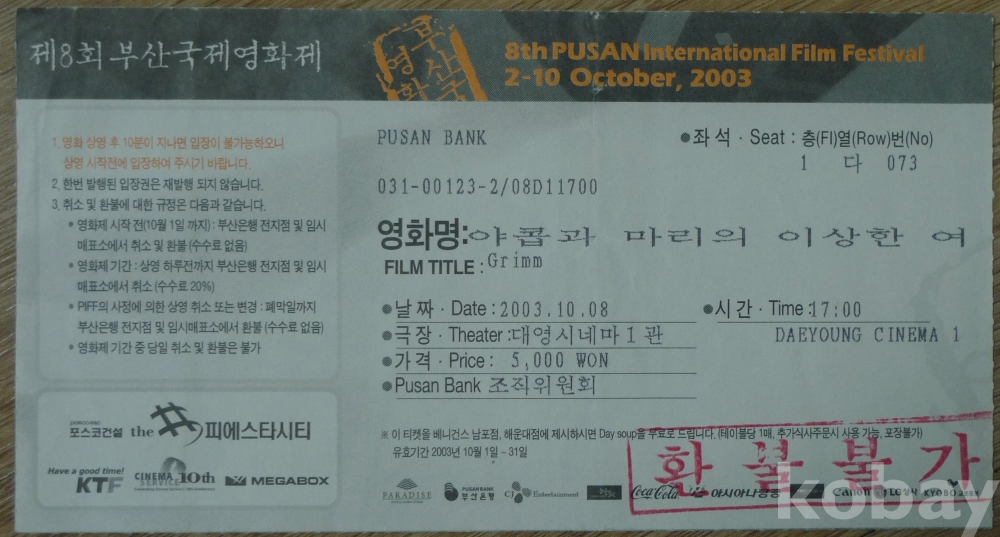 제8회 부산국제영화제
부산국
영화
8th PUSAN International Film Festival
2-10 October, 2003
1. 영화 상영 후 10분이 지나면 입장이 불가능하오니
상영 시작전에 입장하여 주시기 바랍니다.
2. 한번 발행된 입장권은 재발행 되지 않습니다.
3. 취소 및 환불에 대한 규정은 다음과 같습니다.
• 영화제 시작 전(10월 1일 까지) : 부산은행 전지점 및 임시
매표소에서 취소 및 환불 (수수료 없음)
• 영화제 기간 : 상영 하루전까지 부산은행 전지점 및 임시
매표소에서 취소 (수수료 20%)
• PIFF의 사정에 의한 상영 취소 또는 변경 : 폐막일까지
부산은행 전지점 및 임시매표소에서 환불 (수수료 없음)
• 영화제 기간 중 당일 취소 및 환불은 불가
포스코건설 the 피에스타시티
Have a good time!
KTF CINEMA SERVICE 10th MEGABOX
PUSAN BANK
●좌석 · Seat : 층(Fl)열(Row)번(No)
1 다 073
031-00123-2/08D11700
영화명:야콥과 마리의 이상한 여
FILM TITLE : Grimm
●날짜 · Date : 2003.10.08 ●시간 · Time :17:00
●극장 · Theater :대영시네마1관 DAEYOUNG CINEMA 1
●가격 · Price : 5,000 WON
●Pusan Bank 조직위원회
※ 이 티켓을 베니건스 남포점, 해운대점에 제시하시면 Day soup을 무료로 드립니다. (테이블당 1매, 추가식사주문시 사용 가능, 포장불가)
유효기간 2003년 10월 1일 ~ 31일
환불불가
PARADISE PUSAN BANK 부산은행 CJ Entertainment Coca-Cola 아시아나항공 Canon LG상사 KYOBO
kobay